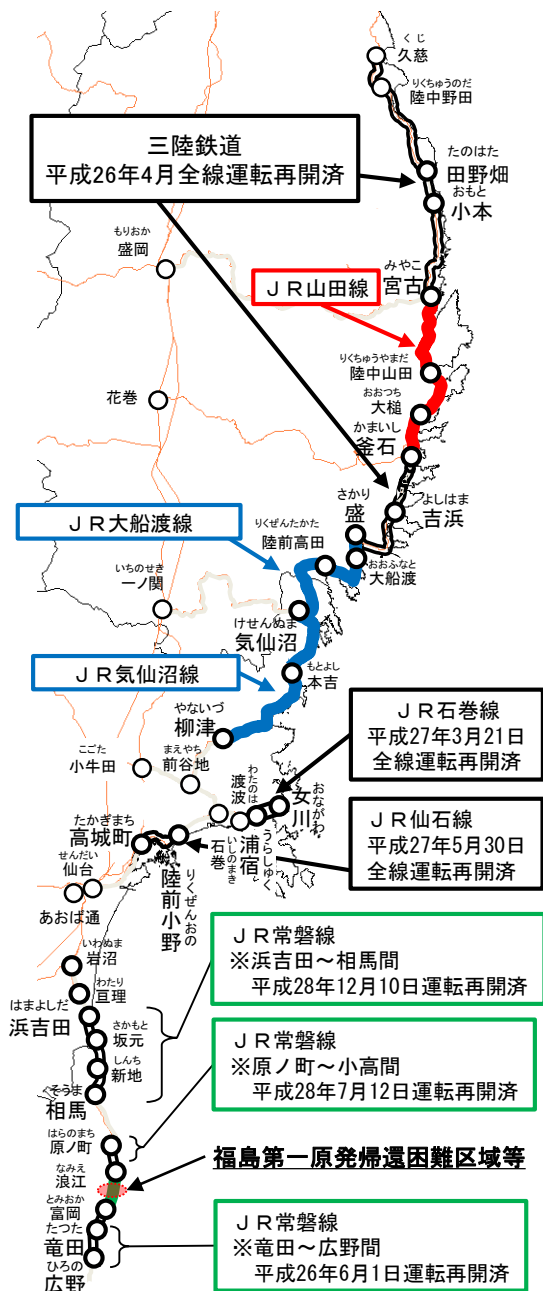 くじ
久慈
りくちゅうのだ
陸中野田
三陸鉄道
平成26年4月全線運転再開済
たのはた
田野畑
おもと
小本
もりおか
盛岡
みやこ
宮古
JR山田線
りくちゅうやまだ
陸中山田
花巻
おおつち
大槌
かまいし
釜石
さかり
盛
よしはま
吉浜
JR大船渡線
りくぜんたかた
陸前高田
おおふなと
大船渡
いちのせき
一ノ関
けせんぬま
気仙沼
JR気仙沼線
もとよし
本吉
やないづ
柳津
JR石巻線
平成27年3月21日
全線運転再開済
こごた
小牛田
まえやち
前谷地
わたのは
渡波
おながわ
女川
JR仙石線
平成27年5月30日
全線運転再開済
たかぎまち
高城町
いしのまき
石巻
うらしゅく
浦宿
りくぜんおの
陸前小野
せんだい
仙台
あおば通
いわぬま
岩沼
わたり
亘理
はまよしだ
浜吉田
さかもと
坂元
しんち
新地
そうま
相馬
JR常磐線
※浜吉田~相馬間
平成28年12月10日運転再開済
JR常磐線
※原ノ町~小高間
平成28年7月12日運転再開済
はらのまち
原ノ町
なみえ
浪江
福島第一原発帰還困難区域等
とみおか
富岡
たつた
竜田
ひろの
広野
JR常磐線
※竜田~広野間
平成26年6月1日運転再開済